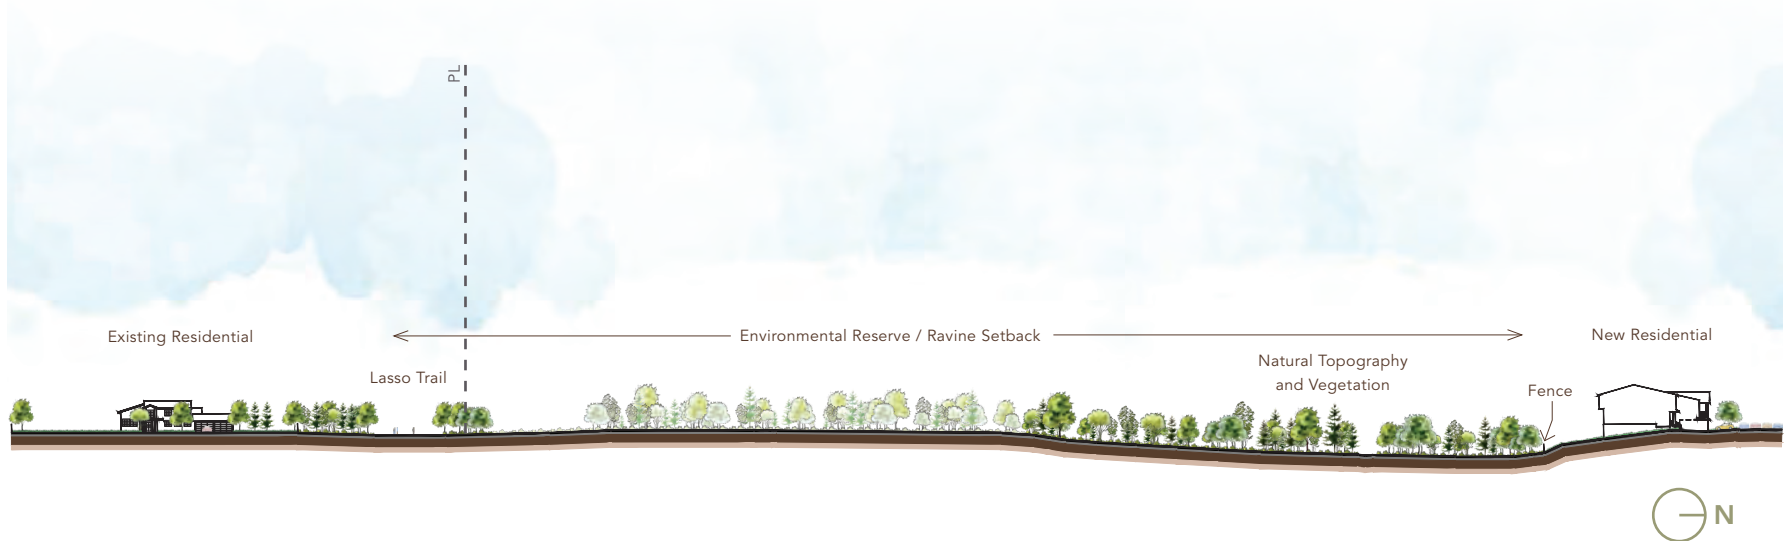 PL
Existing Residential
Environmental Reserve / Ravine Setback
New Residential
Lasso Trail
Natural Topography
and Vegetation
Fence
N